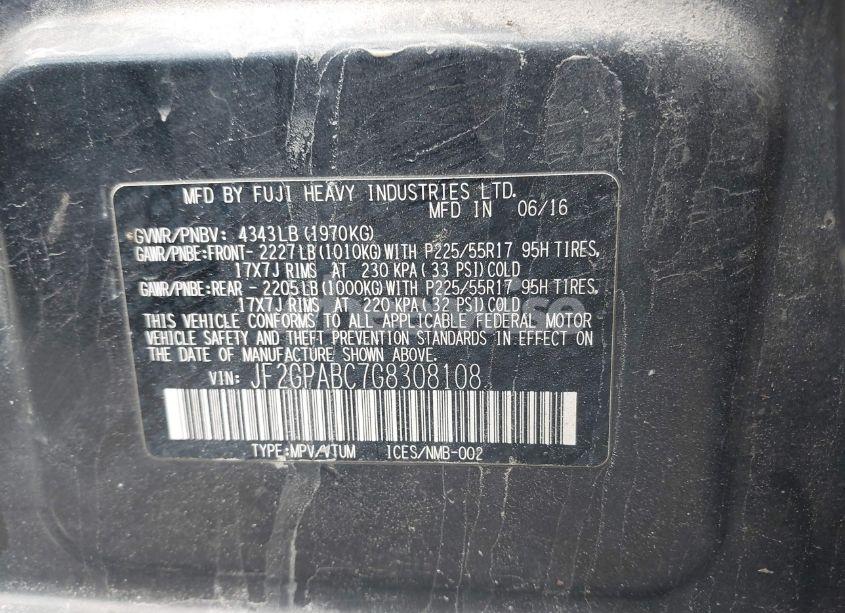 MFD BY FUJI HEAVY INDUSTRIES LTD.
MFD IN 06/16
GVWR/PNBV: 4343LB (1970KG)
GAWR/PNBE:FRONT- 2227LB(1010KG)WITH P225/55R17 95H TIRES,
17X7J RIMS AT 230 KPA ( 33 PSI) COLD
GAWR/PNBE:REAR - 2205LB(1000KG)WITH P225/55R17 95H TIRES,
17X7J RIMS AT 220 KPA ( 32 PSI) COLD
THIS VEHICLE CONFORMS TO ALL APPLICABLE FEDERAL MOTOR
VEHICLE SAFETY AND THEFT PREVENTION STANDARDS IN EFFECT ON
THE DATE OF MANUFACTURE SHOWN ABOVE.
VIN: JF2GPABC7G8308108
TYPE:MPV/VTUM ICES/NMB-002